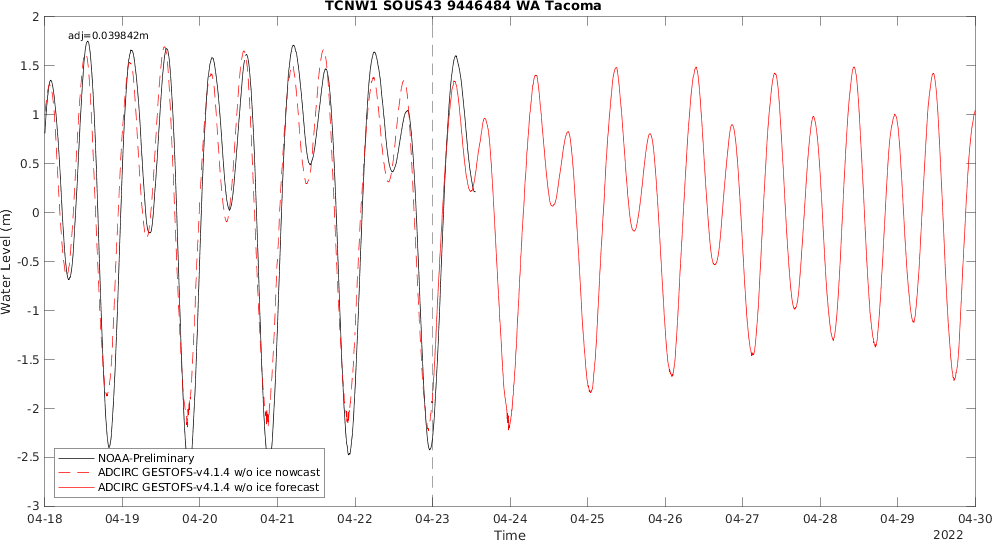 TCNW1 SOUS43 9446484 WA Tacoma
adj=0.039842m
Water Level (m)
2
1.5
1
0.5
0
-0.5
-1
-1.5
-2
-2.5
-3
NOAA-Preliminary
ADCIRC GESTOFS-v4.1.4 w/o ice nowcast
ADCIRC GESTOFS-v4.1.4 w/o ice forecast
04-18 04-19 04-20 04-21 04-22 04-23 04-24 04-25 04-26 04-27 04-28 04-29 04-30
Time
2022